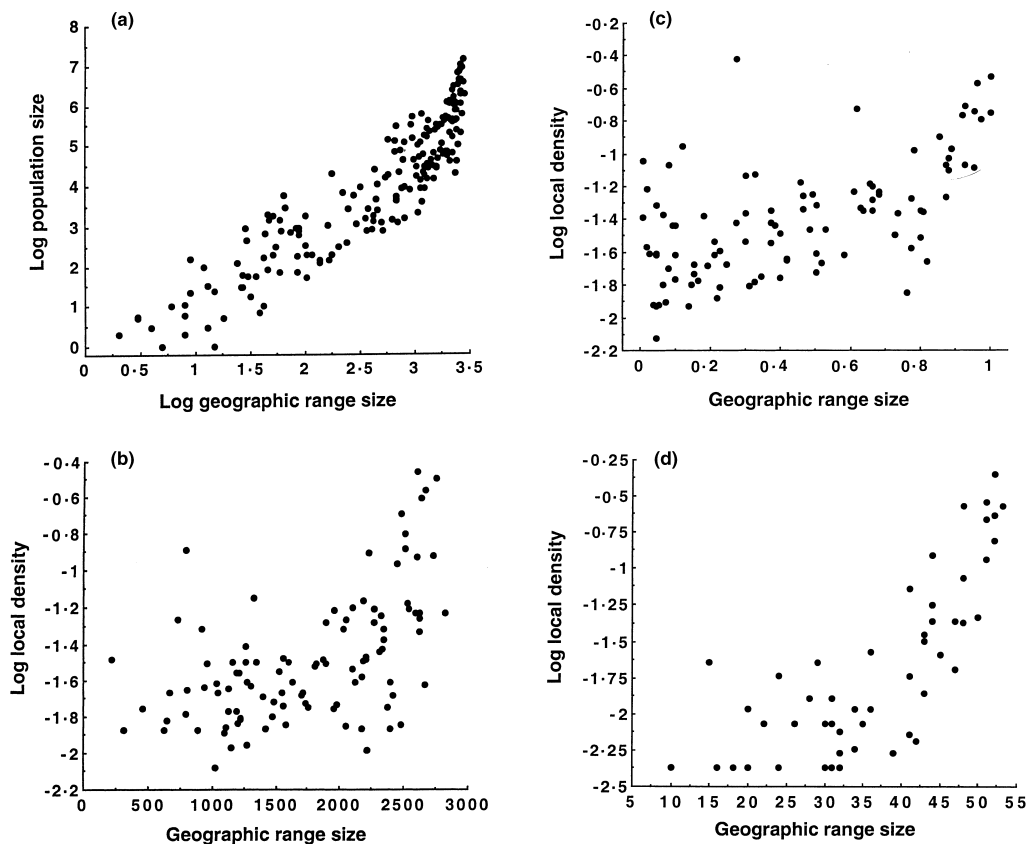 (a)
Log population size
8
7
6
5
4
3
2
1
0
0 0·5 1 1·5 2 2·5 3 3·5
Log geographic range size
(c)
Log local density
-0·2
-0·4
-0·6
-0·8
-1
-1·2
-1·4
-1·6
-1·8
-2
-2·2
0 0·2 0·4 0·6 0·8 1
Geographic range size
(b)
Log local density
-0·4
-0·6
-0·8
-1
-1·2
-1·4
-1·6
-1·8
-2
-2·2
0 500 1000 1500 2000 2500 3000
Geographic range size
(d)
Log local density
-0·25
-0·5
-0·75
-1
-1·25
-1·5
-1·75
-2
-2·25
-2·5
5 10 15 20 25 30 35 40 45 50 55
Geographic range size